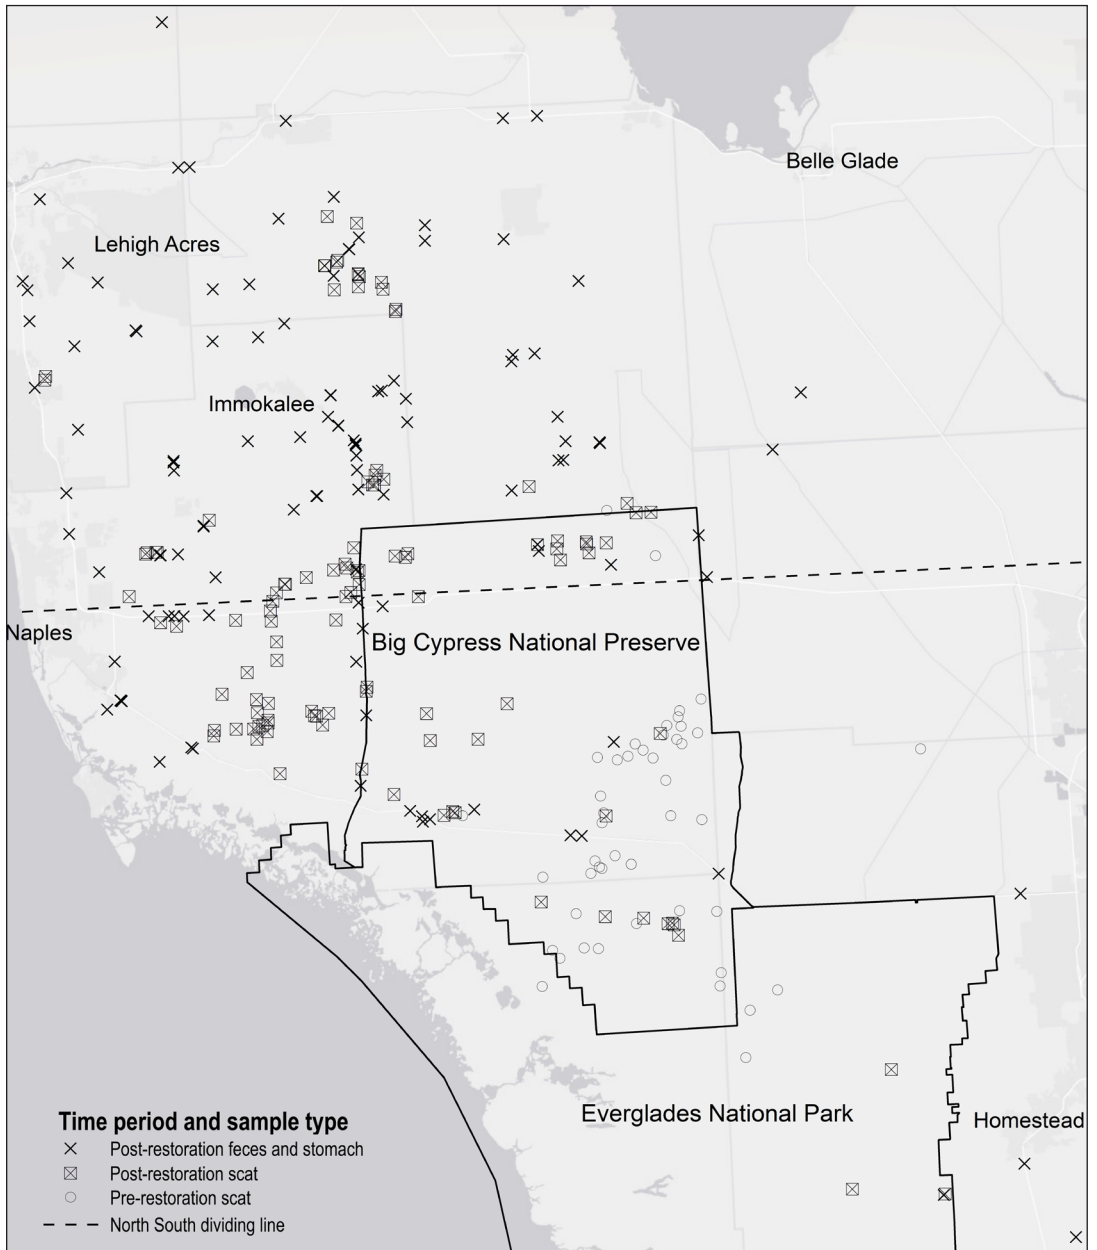 Belle Glade
Lehigh Acres
Immokalee
Naples
Big Cypress National Preserve
Everglades National Park
Homestead
Time period and sample type
Post-restoration feces and stomach
Post-restoration scat
Pre-restoration scat
North South dividing line